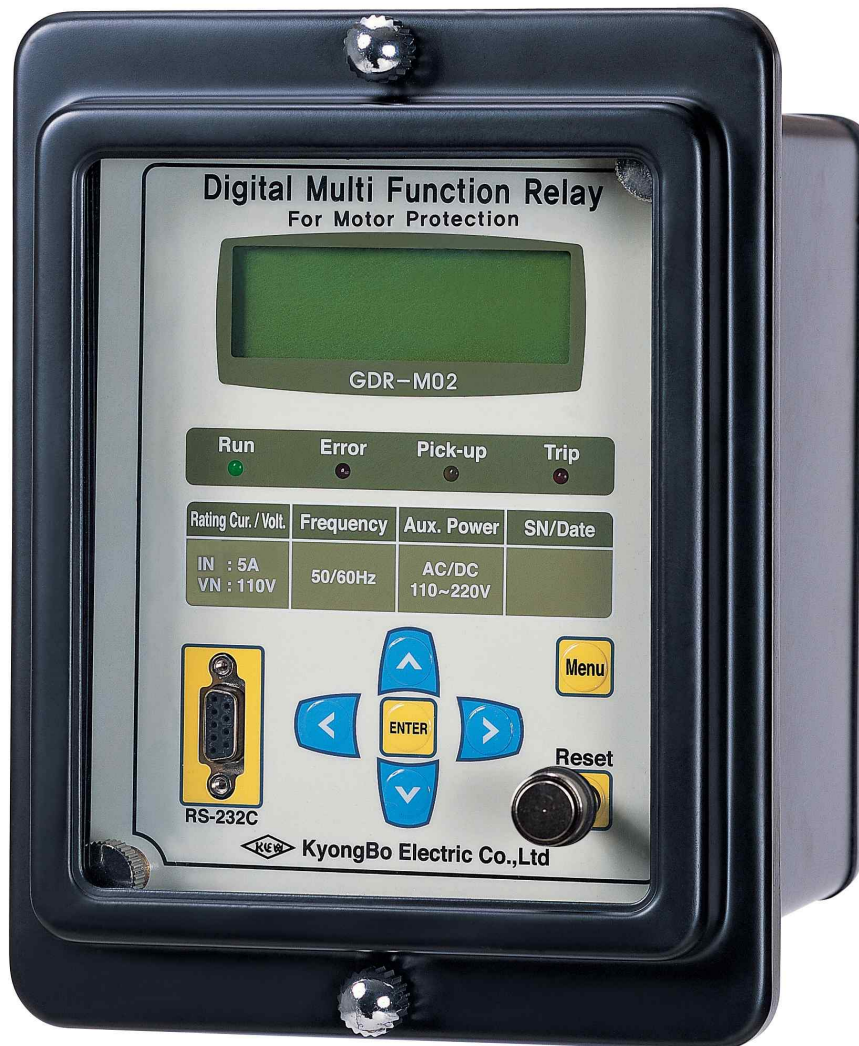 Digital Multi Function Relay
For Motor Protection
GDR-M02
Run Error Pick-up Trip
Rating Cur. / Volt. Frequency Aux. Power SN/Date
IN : 5A
VN : 110V
50/60Hz
AC/DC
110~220V
Menu
ENTER
Reset
RS-232C
KEW KyongBo Electric Co.,Ltd